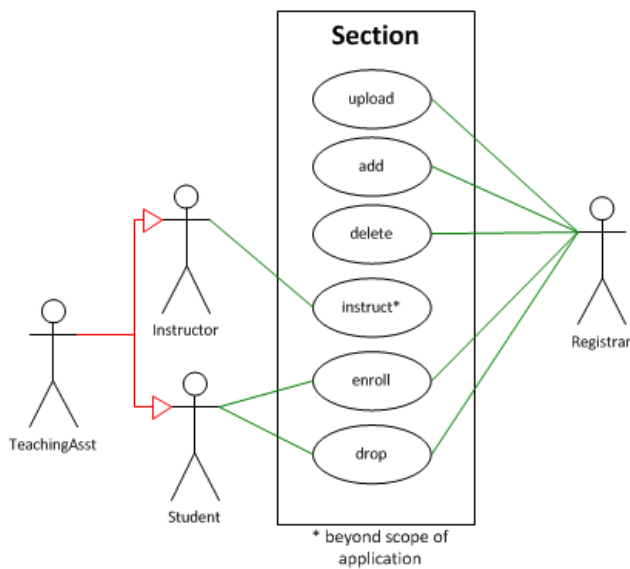 Section
upload
add
delete
instruct*
Instructor
Registrar
enroll
TeachingAsst
drop
Student
* beyond scope of
application